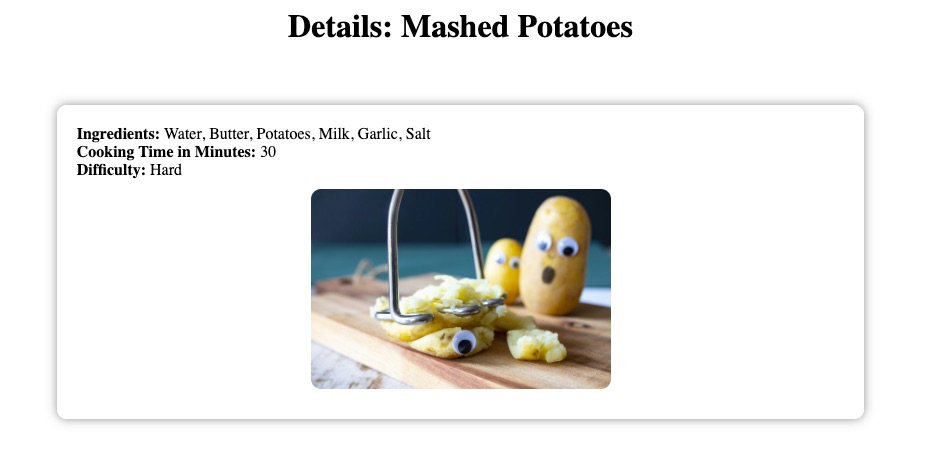 Details: Mashed Potatoes
Ingredients: Water, Butter, Potatoes, Milk, Garlic, Salt
Cooking Time in Minutes: 30
Difficulty: Hard